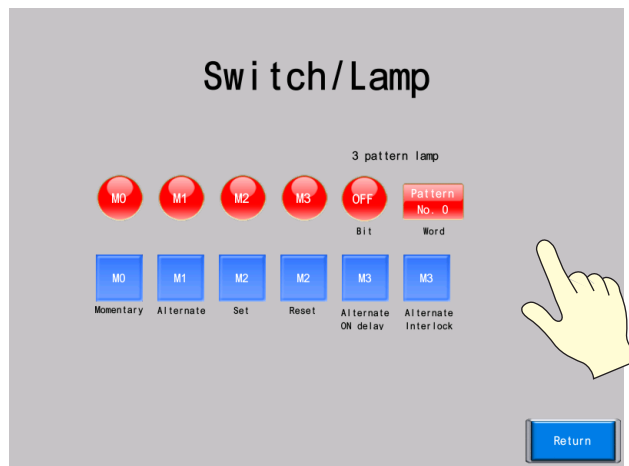 Switch/Lamp
3 pattern lamp
M0 M1 M2 M3 OFF Pattern
No. 0
Bit Word
M0 M1 M2 M2 M3 M3
Momentary Alternate Set Reset Alternate Alternate
ON delay Interlock
Return